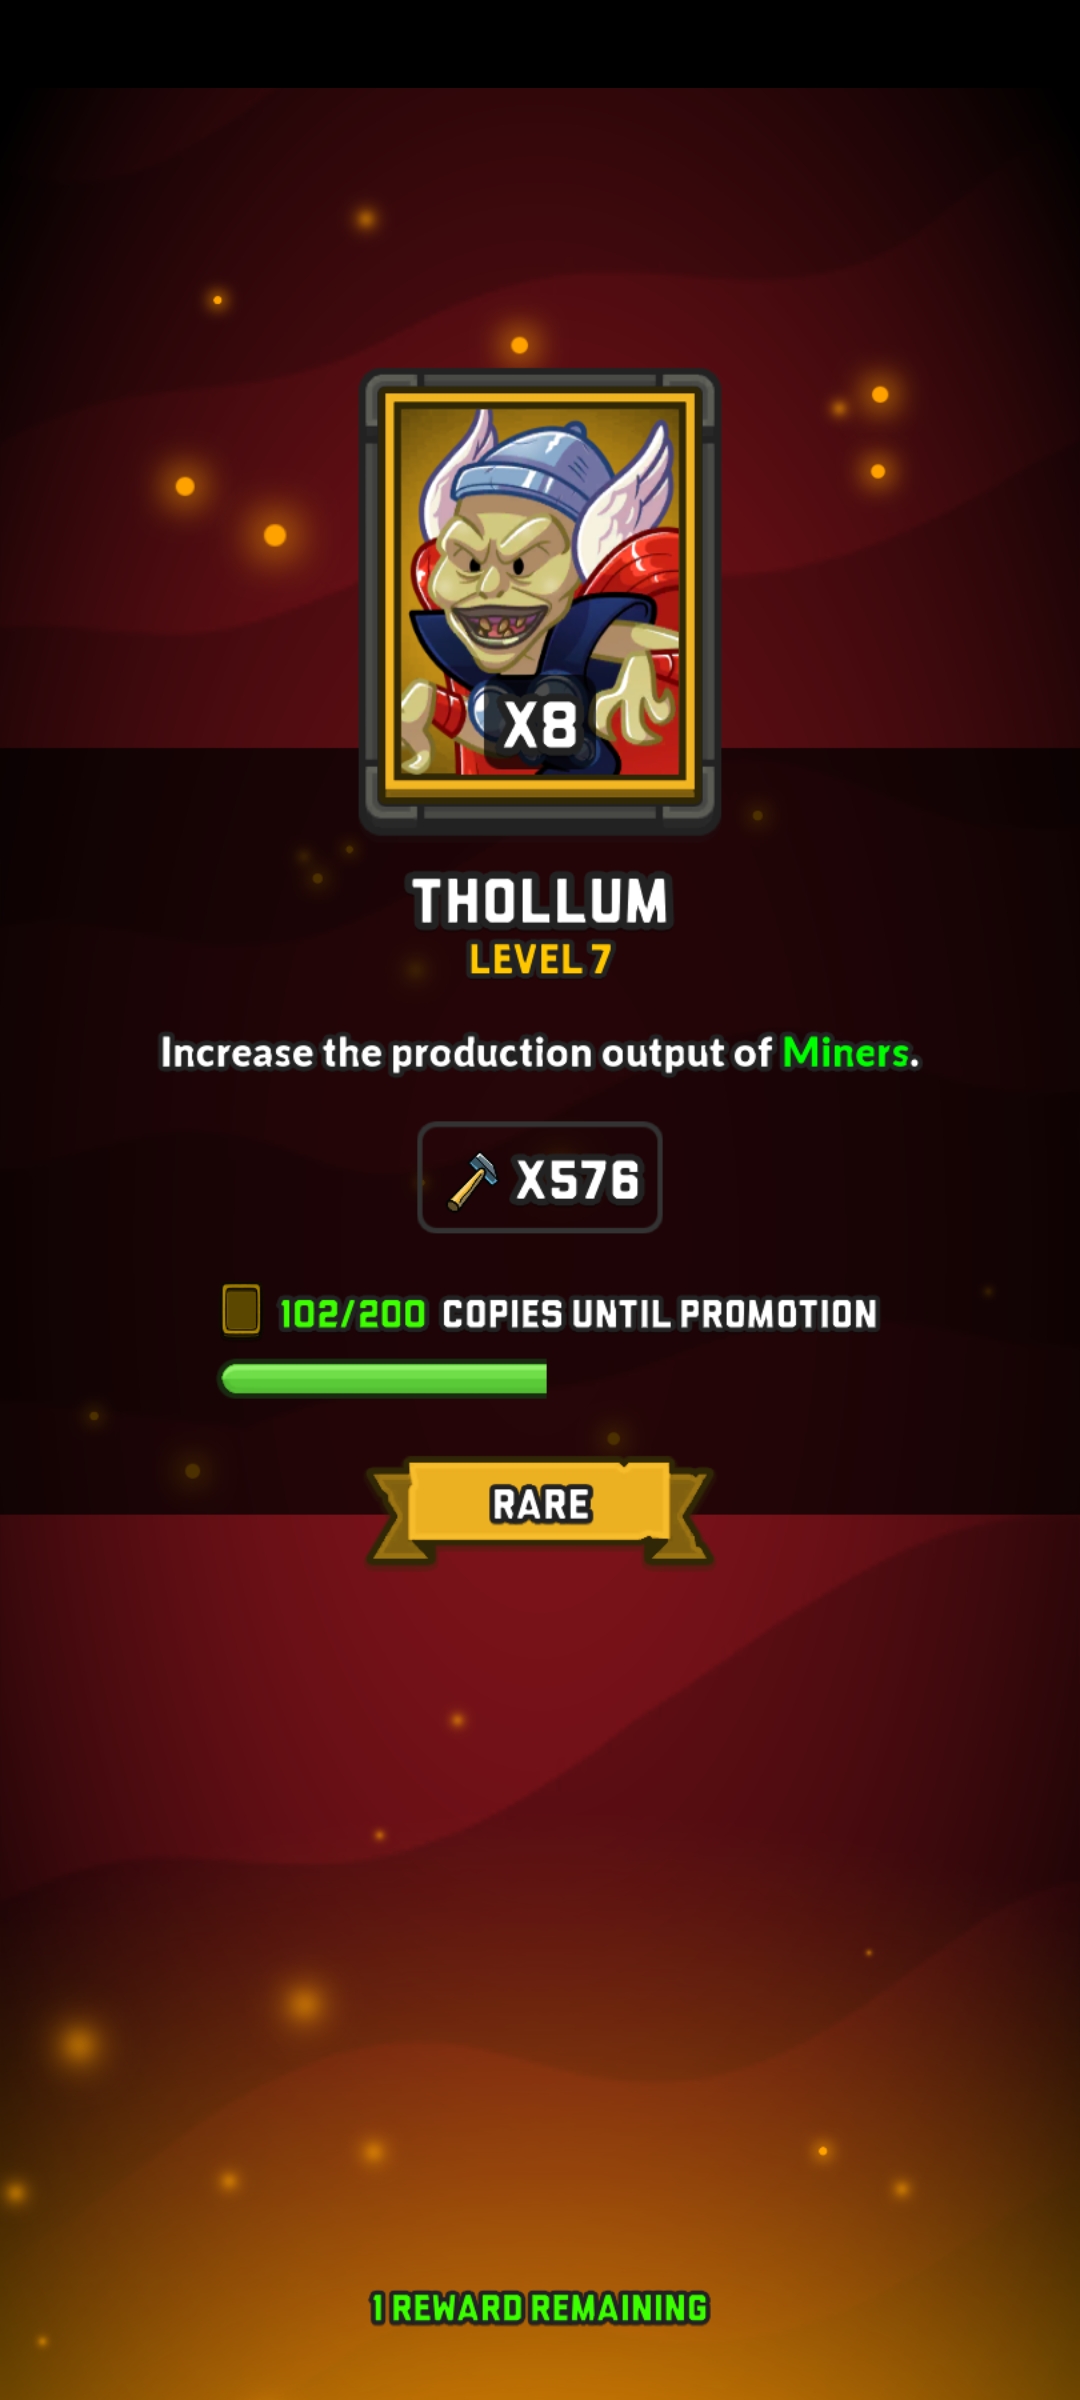 X8
THOLLUM
LEVEL 7
Increase the production output of Miners.
X576
102/200 COPIES UNTIL PROMOTION
RARE
1 REWARD REMAINING